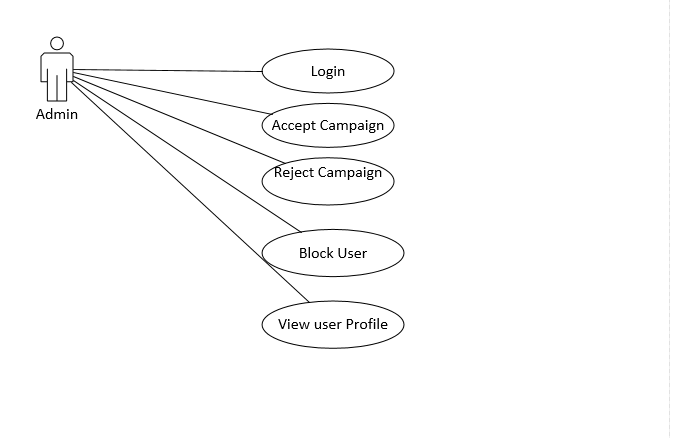 Login
Admin
Accept Campaign
Reject Campaign
Block User
View user Profile